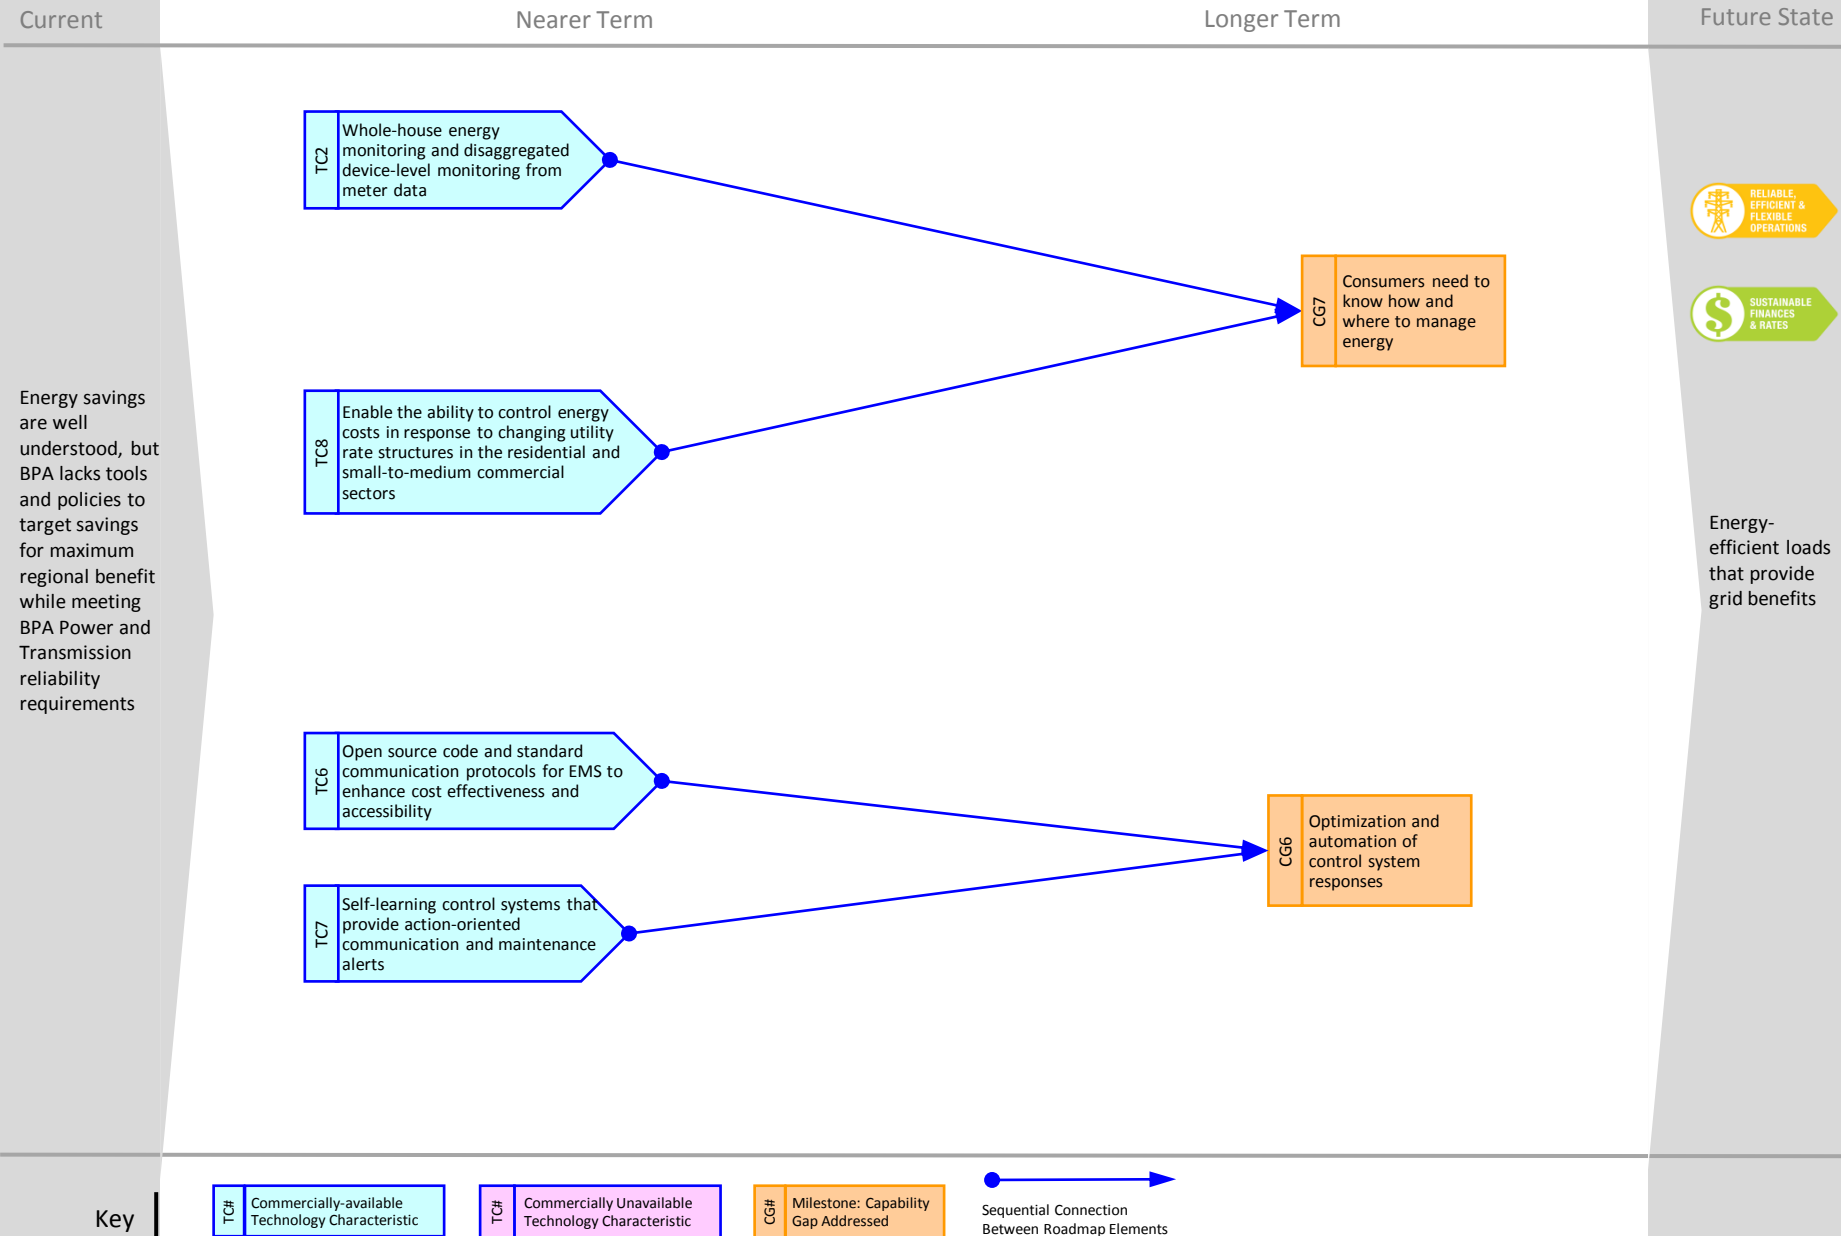 Current
Nearer Term
Longer Term
Future State
TC2
Whole-house energy
monitoring and disaggregated
device-level monitoring from
meter data
RELIABLE,
EFFICIENT &
FLEXIBLE
OPERATIONS
CG7
Consumers need to
know how and
where to manage
energy
$
SUSTAINABLE
FINANCES
& RATES
Energy savings
are well
understood, but
BPA lacks tools
and policies to
target savings
for maximum
regional benefit
while meeting
BPA Power and
Transmission
reliability
requirements
TC8
Enable the ability to control energy
costs in response to changing utility
rate structures in the residential and
small-to-medium commercial
sectors
Energy-
efficient loads
that provide
grid benefits
TC6
Open source code and standard
communication protocols for EMS to
enhance cost effectiveness and
accessibility
CG6
Optimization and
automation of
control system
responses
TC7
Self-learning control systems that
provide action-oriented
communication and maintenance
alerts
Key
TC#
Commercially-available
Technology Characteristic
TC#
Commercially Unavailable
Technology Characteristic
CG#
Milestone: Capability
Gap Addressed
Sequential Connection
Between Roadmap Elements